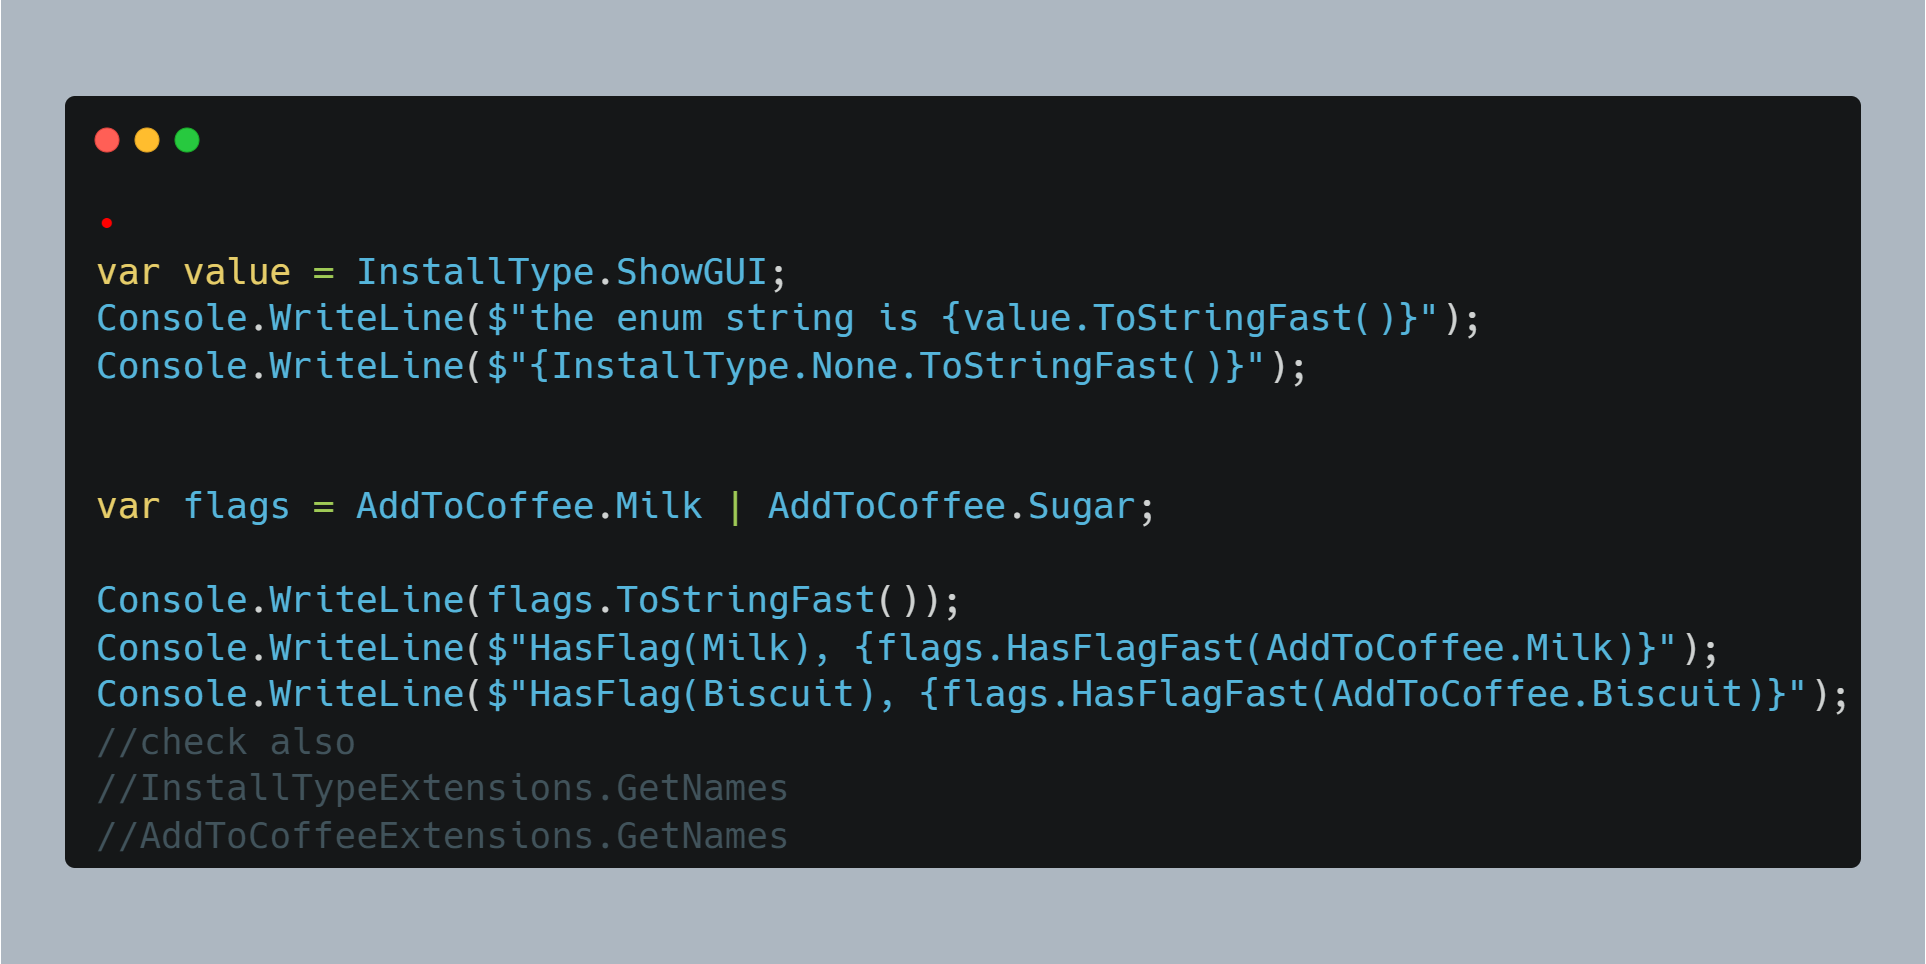 var value = InstallType.ShowGUI;
Console.WriteLine($"the enum string is {value.ToStringFast()}");
Console.WriteLine($"{InstallType.None.ToStringFast()}");
var flags = AddToCoffee.Milk | AddToCoffee.Sugar;
Console.WriteLine(flags.ToStringFast());
Console.WriteLine($"HasFlag(Milk), {flags.HasFlagFast(AddToCoffee.Milk)}");
Console.WriteLine($"HasFlag(Biscuit), {flags.HasFlagFast(AddToCoffee.Biscuit)}");
//check also
//InstallTypeExtensions.GetNames
//AddToCoffeeExtensions.GetNames